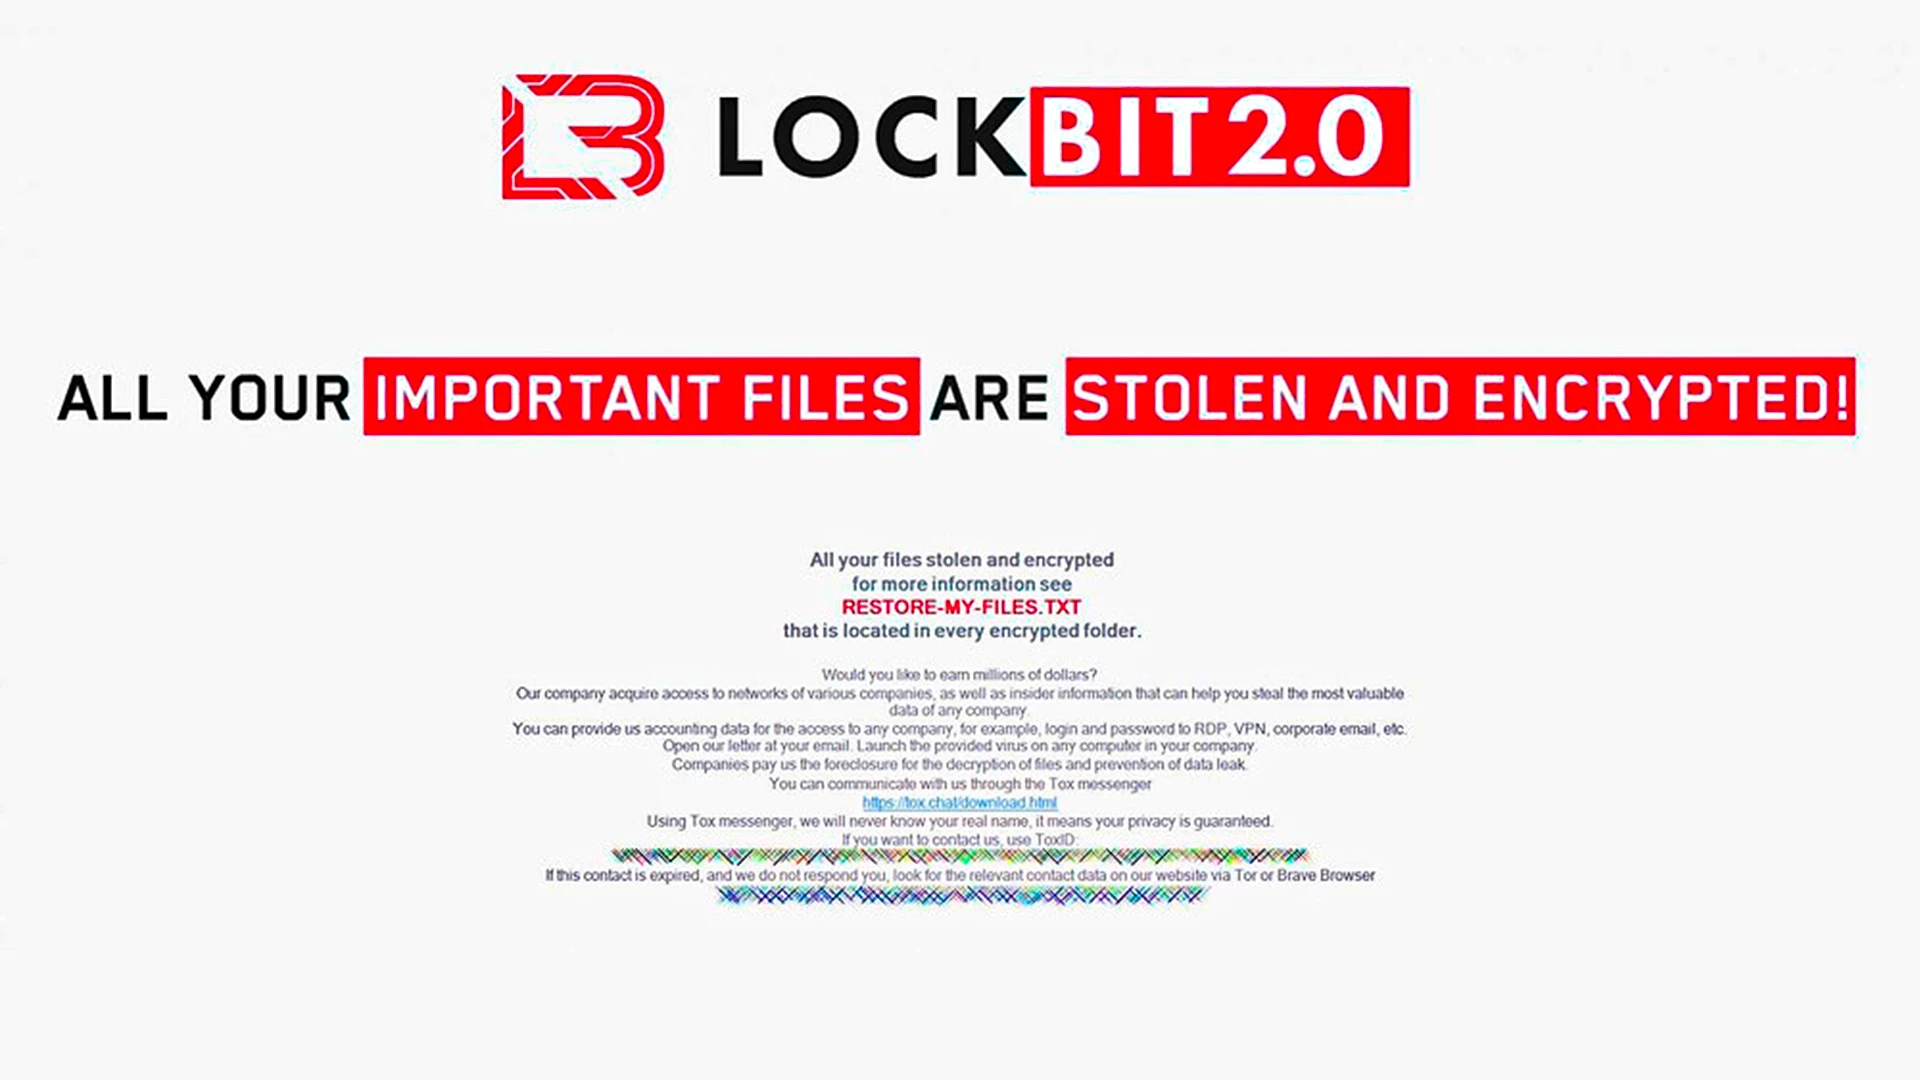 LOCKBIT 2.0
ALL YOUR IMPORTANT FILES ARE STOLEN AND ENCRYPTED!
All your files stolen and encrypted
for more information see
RESTORE-MY-FILES.TXT
that is located in every encrypted folder.
Would you like to earn millions of dollars?
Our company acquire access to networks of various companies, as well as insider information that can help you steal the most valuable
data of any company.
You can provide us accounting data for the access to any company, for example, login and password to RDP, VPN, corporate email, etc.
Open our letter at your email. Launch the provided virus on any computer in your company.
Companies pay us the foreclosure for the decryption of files and prevention of data leak.
You can communicate with us through the Tox messenger
https://tox.chat/download.html
Using Tox messenger, we will never know your real name, it means your privacy is guaranteed.
If you want to contact us, use ToxID:
If this contact is expired, and we do not respond you, look for the relevant contact data on our website via Tor or Brave Browser